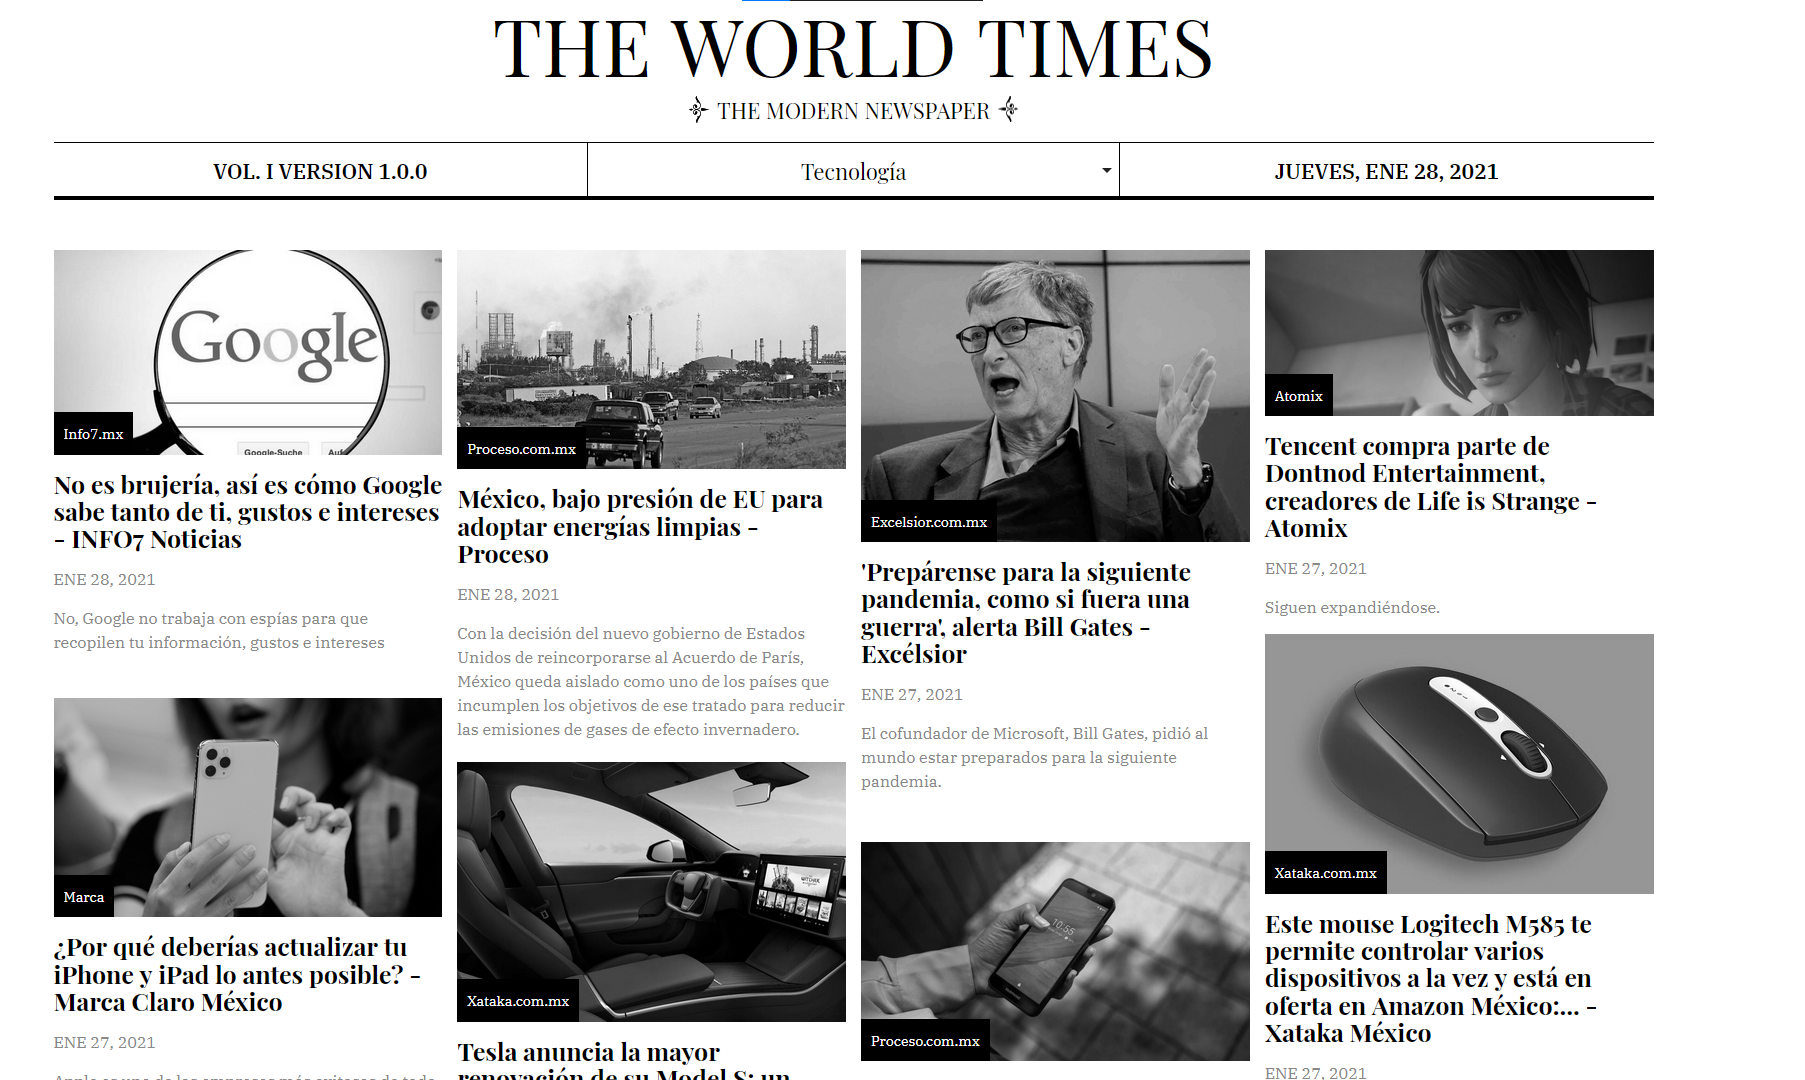 THE WORLD TIMES
THE MODERN NEWSPAPER
VOL. I VERSION 1.0.0
Tecnología
JUEVES, ENE 28, 2021
Google
Google-Suche
Auf
Info7.mx
No es brujería, así es cómo Google
sabe tanto de ti, gustos e intereses
- INFO7 Noticias
ENE 28, 2021
No, Google no trabaja con espías para que
recopilen tu información, gustos e intereses
Marca
¿Por qué deberías actualizar tu
iPhone y iPad lo antes posible? -
Marca Claro México
ENE 27, 2021
Proceso.com.mx
México, bajo presión de EU para
adoptar energías limpias -
Proceso
ENE 28, 2021
Con la decisión del nuevo gobierno de Estados
Unidos de reincorporarse al Acuerdo de París,
México queda aislado como uno de los países que
incumplen los objetivos de ese tratado para reducir
las emisiones de gases de efecto invernadero.
WITCHER
Xataka.com.mx
Tesla anuncia la mayor
renovación de su Model S: un
Excelsior.com.mx
'Prepárense para la siguiente
pandemia, como si fuera una
guerra', alerta Bill Gates -
Excélsior
ENE 27, 2021
El cofundador de Microsoft, Bill Gates, pidió al
mundo estar preparados para la siguiente
pandemia.
10:55
Proceso.com.mx
Atomix
Tencent compra parte de
Dontnod Entertainment,
creadores de Life is Strange -
Atomix
ENE 27, 2021
Siguen expandiéndose.
Xataka.com.mx
Este mouse Logitech M585 te
permite controlar varios
dispositivos a la vez y está en
oferta en Amazon México:... -
Xataka México
ENE 27, 2021